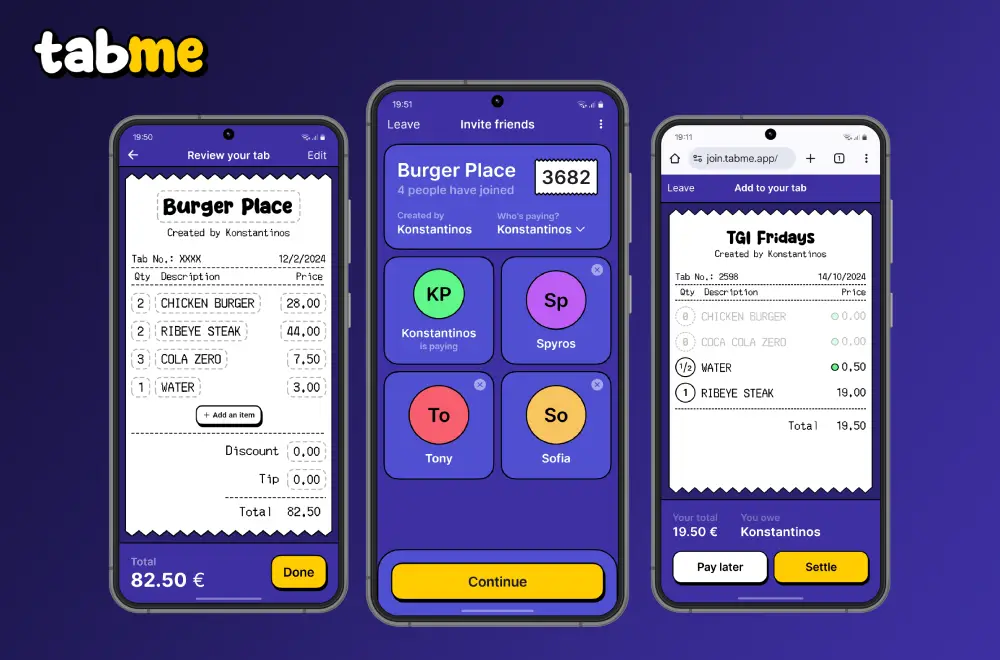 tabme
19:50
Review your tab Edit
Burger Place
Created by Konstantinos
Tab No.: XXXX 12/2/2024
Qty Description Price
2 CHICKEN BURGER 28.00
2 RIBEYE STEAK 44.00
3 COLA ZERO 7.50
1 WATER 3.00
+ Add an item
Discount 0.00
Tip 0.00
Total 82.50
Total
82.50 €
Done
19:51
Leave Invite friends
Burger Place
4 people have joined
3682
Created by
Konstantinos
Who's paying?
Konstantinos
KP
Konstantinos
is paying
Sp
Spyros
To
Tony
So
Sofia
Continue
19:11
join.tabme.app/
1
Leave Add to your tab
TGI Fridays
Created by Konstantinos
Tab No.: 2598 14/10/2024
Qty Description Price
0 CHICKEN BURGER 0.00
0 COCA COLA ZERO 0.00
1/2 WATER 0.50
1 RIBEYE STEAK 19.00
Total 19.50
Your total
19.50 €
You owe
Konstantinos
Pay later
Settle